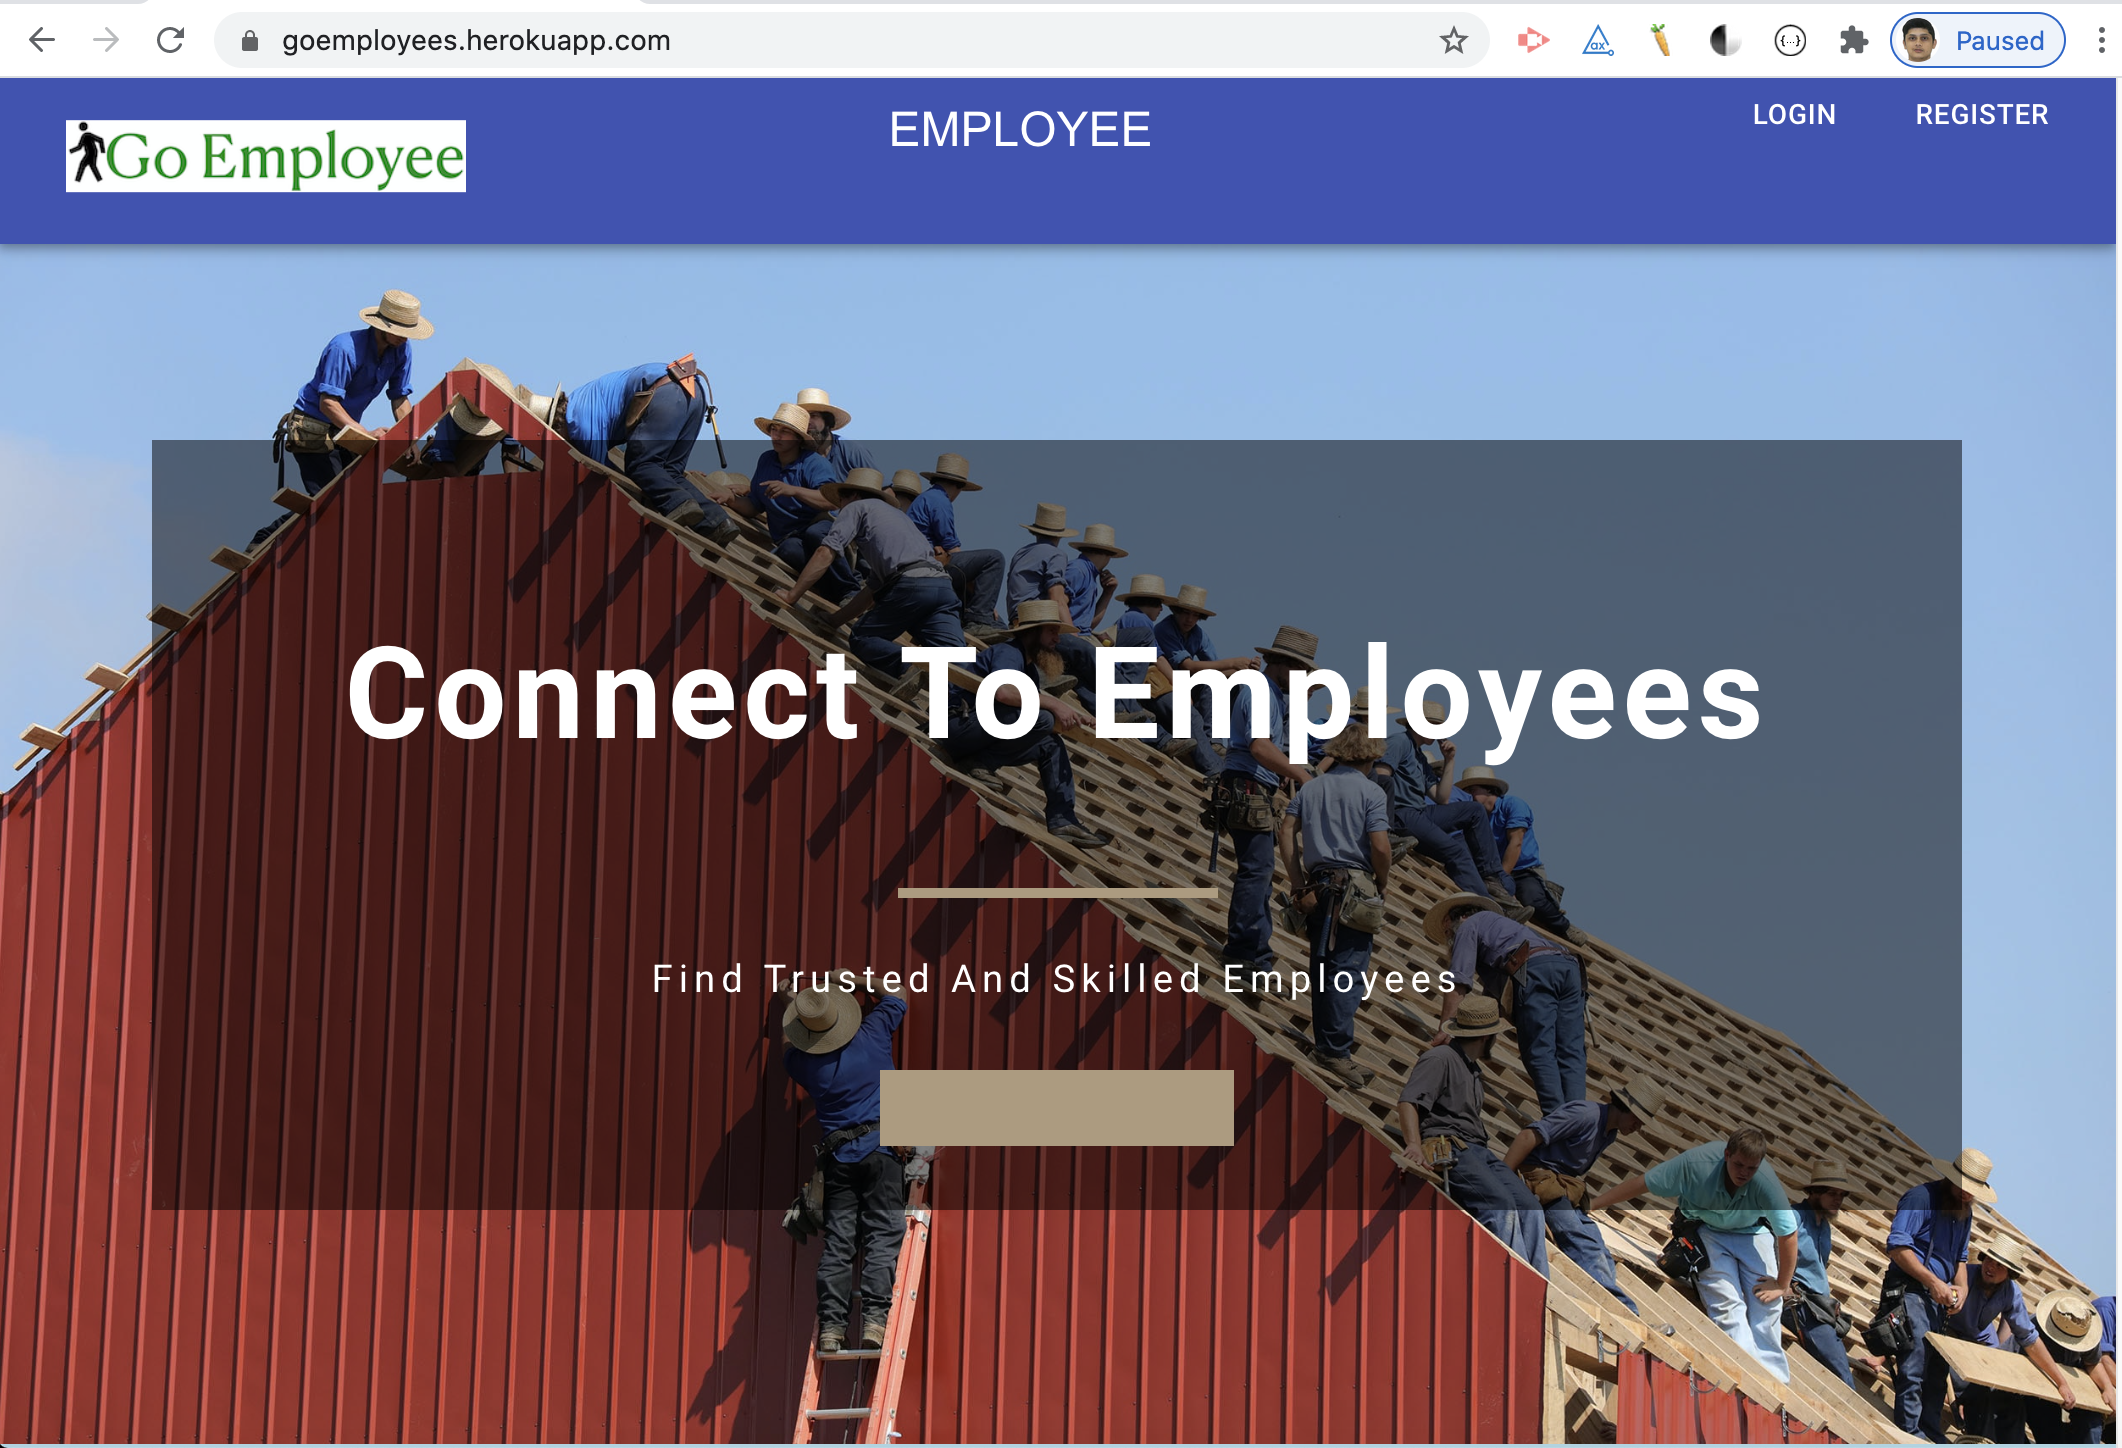 goemployees.herokuapp.com
Paused
Go Employee
EMPLOYEE
LOGIN
REGISTER
Connect To Employees
Find Trusted And Skilled Employees